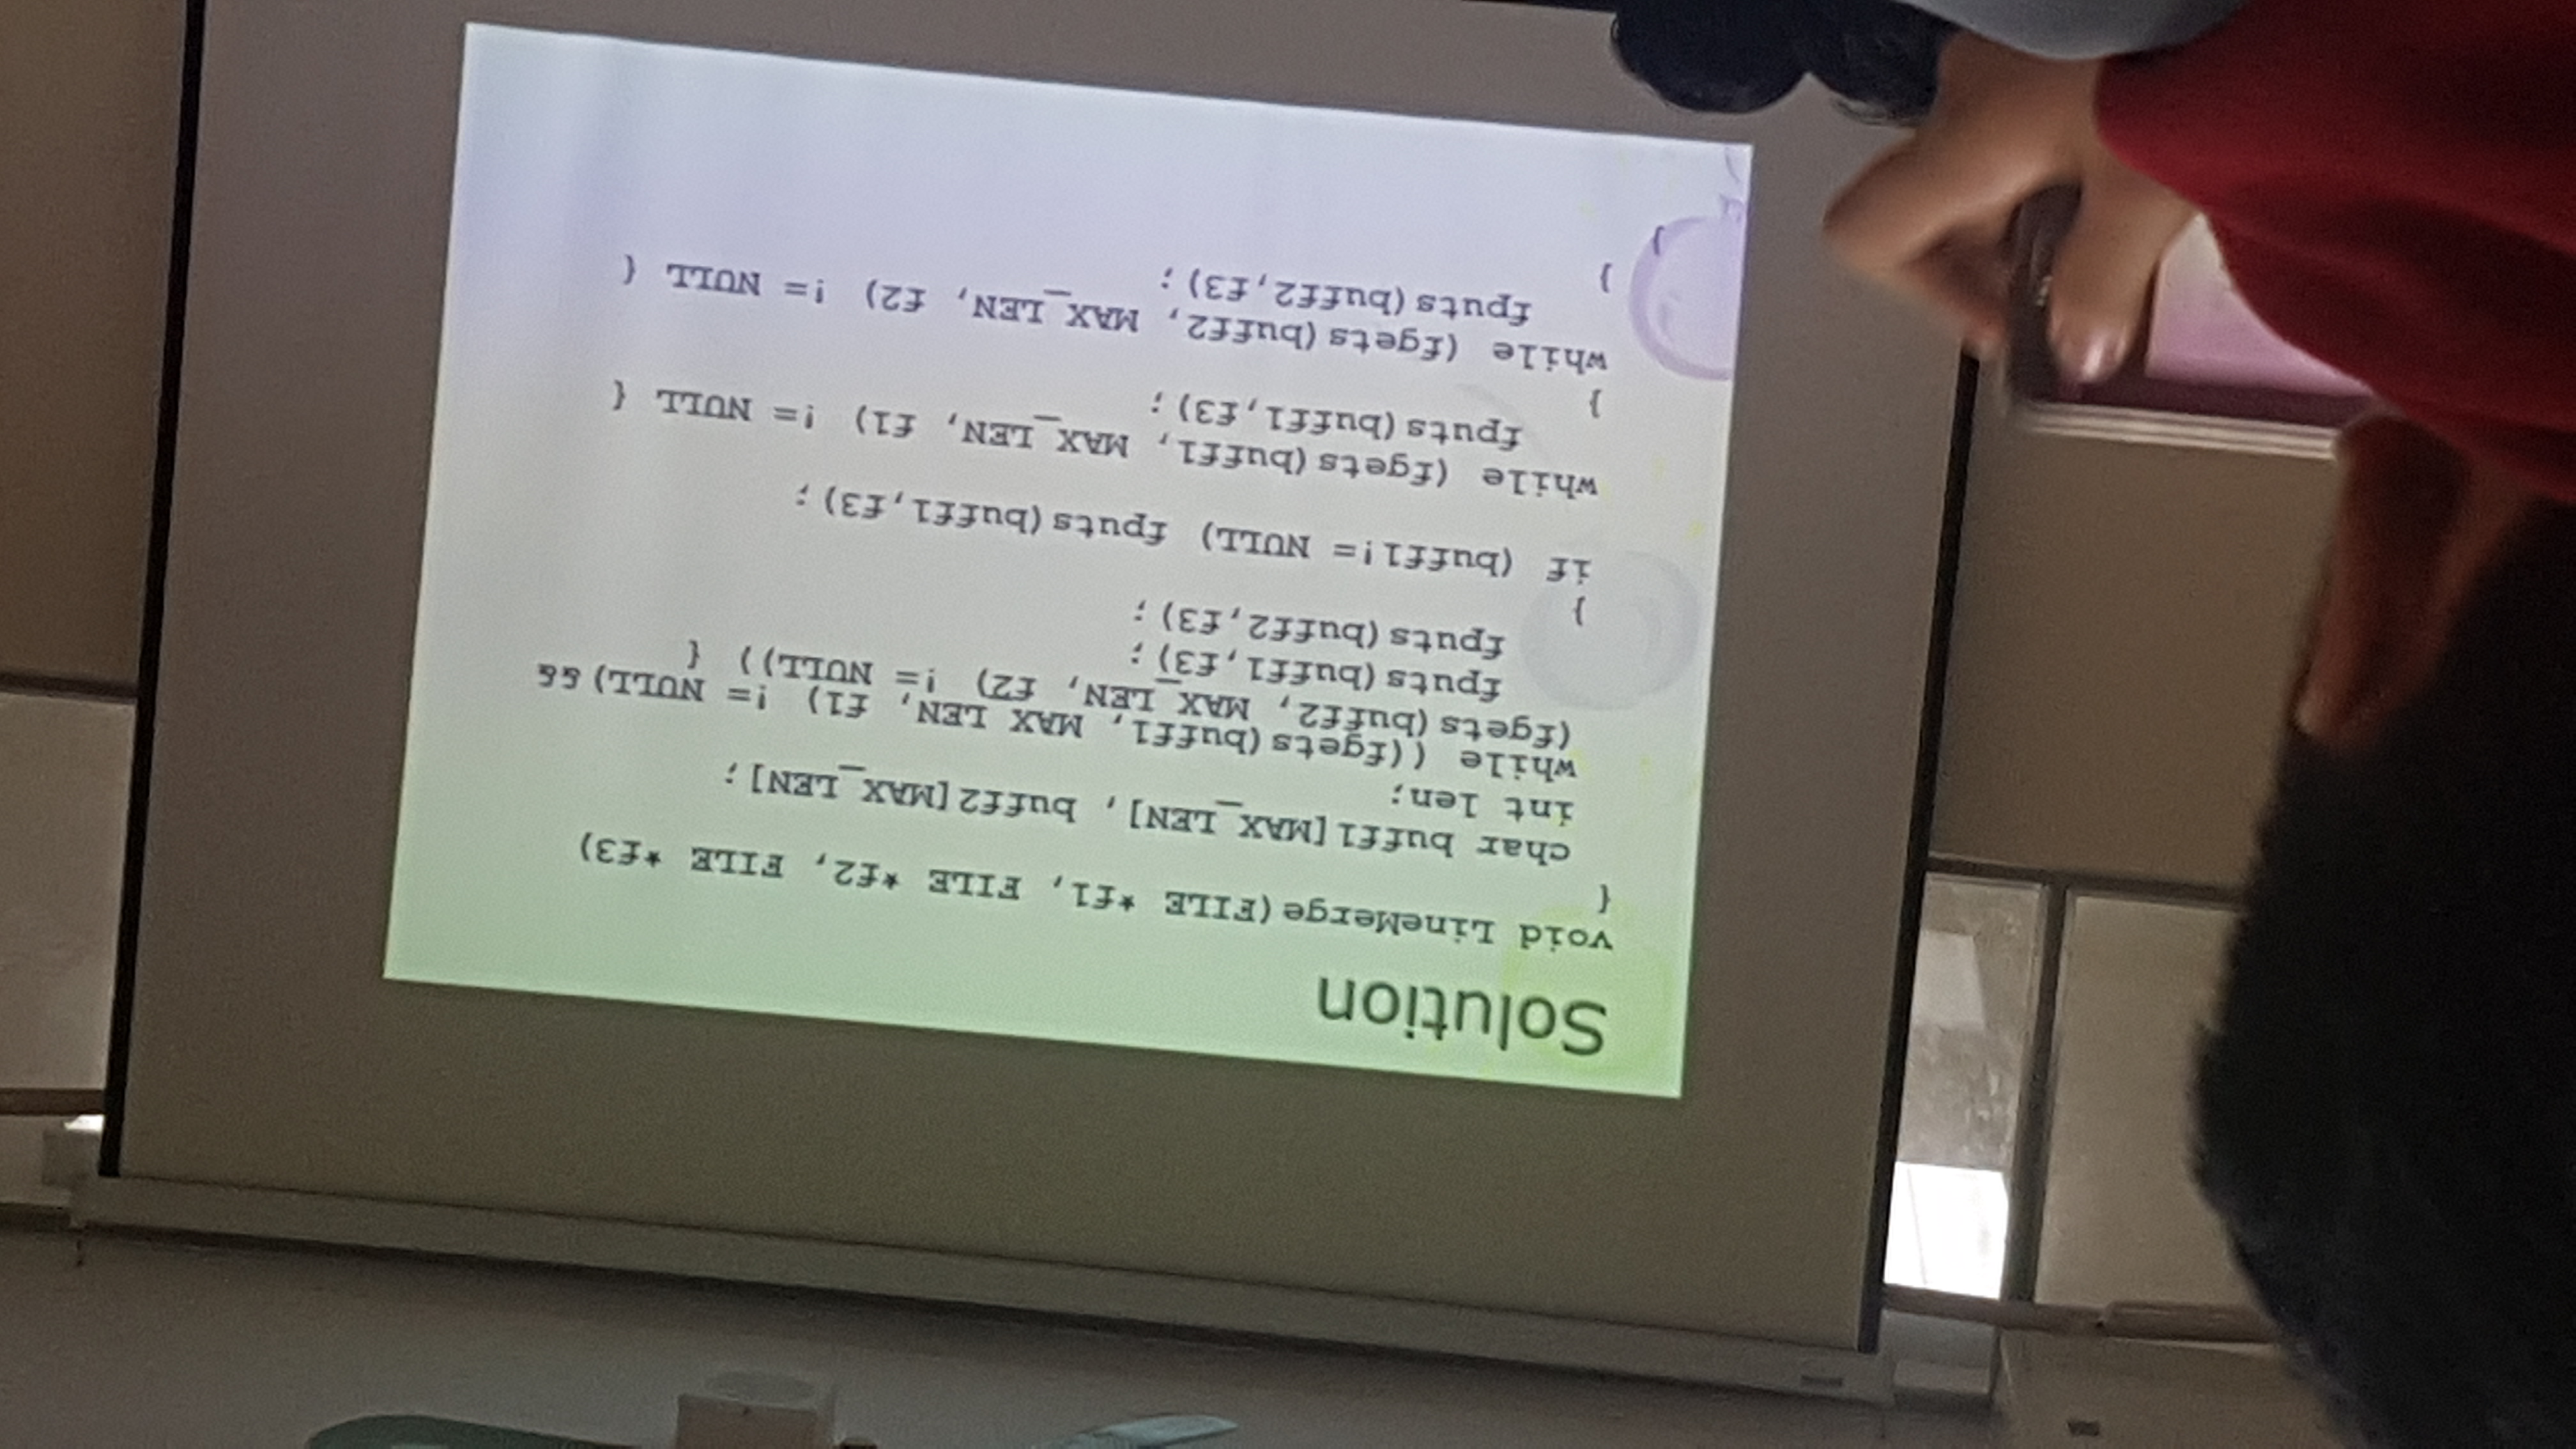 Solution
void LineMerge(FILE *f1, FILE *f2, FILE *f3)
{
char buff1[MAX_LEN], buff2[MAX_LEN];
int len;
while ((fgets(buff1, MAX_LEN, f1) != NULL)&&
(fgets(buff2, MAX_LEN, f2) != NULL)) {
fputs(buff1,f3);
fputs(buff2,f3);
}
if (buff1!= NULL) fputs(buff1,f3);
while (fgets(buff1, MAX_LEN, f1) != NULL {
fputs(buff1,f3);
}
while (fgets(buff2, MAX_LEN, f2) != NULL {
fputs(buff2,f3);
}
}